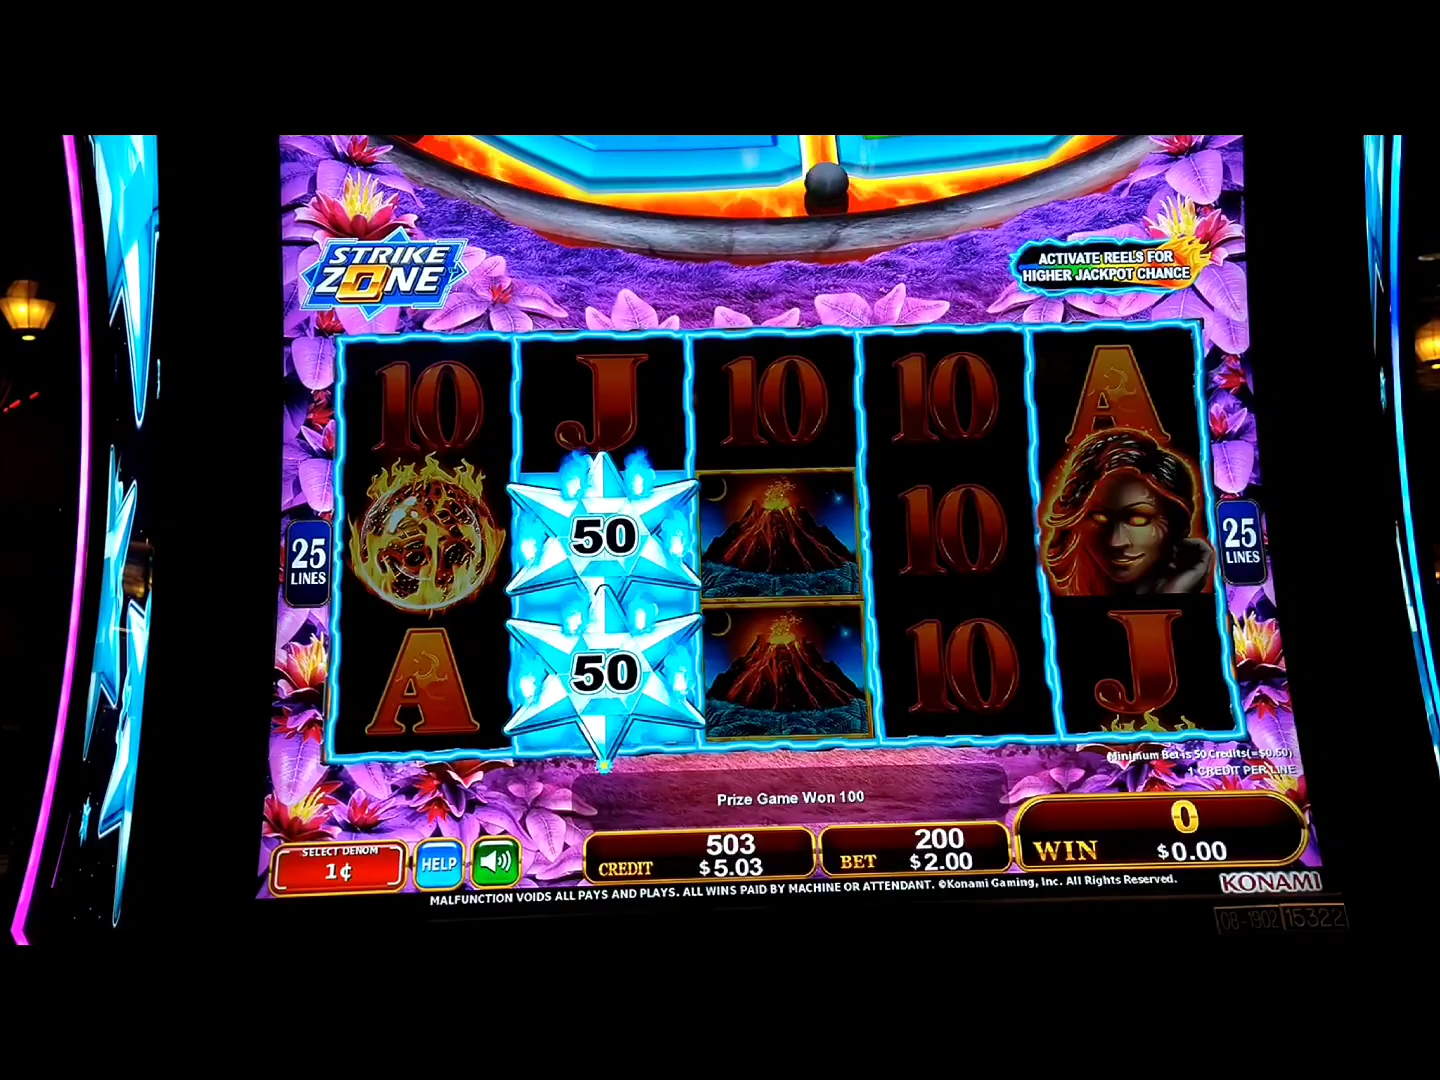 STRIKE
ZONE
ACTIVATE REELS FOR
HIGHER JACKPOT CHANCE
10 J 10 10 A
50 10
A 50 10 J
25
LINES
25
LINES
Minimum Bet is 50 Credits(=$0.50)
1 CREDIT PER LINE
Prize Game Won 100
SELECT DENOM
1¢
HELP
CREDIT
503
$5.03
BET
200
$2.00
WIN
0
$0.00
MALFUNCTION VOIDS ALL PAYS AND PLAYS. ALL WINS PAID BY MACHINE OR ATTENDANT. ©Konami Gaming, Inc. All Rights Reserved.
KONAMI
08-1902 15322